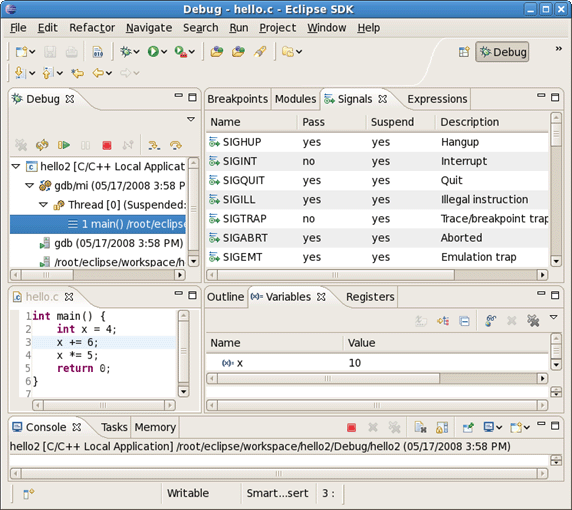 Debug - hello.c - Eclipse SDK
File Edit Refactor Navigate Search Run Project Window Help
Debug
Debug
hello2 [C/C++ Local Applicat
gdb/mi (05/17/2008 3:58 P
Thread [0] (Suspended:
1 main() /root/eclipse
gdb (05/17/2008 3:58 PM)
/root/eclipse/workspace/h
Breakpoints Modules Signals Expressions
Name Pass Suspend Description
SIGHUP yes yes Hangup
SIGINT no yes Interrupt
SIGQUIT yes yes Quit
SIGILL yes yes Illegal instruction
SIGTRAP no yes Trace/breakpoint trap
SIGABRT yes yes Aborted
SIGEMT yes yes Emulation trap
hello.c
1 int main() {
2 int x = 4;
3 x += 6;
4 x *= 5;
5 return 0;
6 }
7
Outline (x)= Variables Registers
Name Value
(x)= x 10
Console Tasks Memory
hello2 [C/C++ Local Application] /root/eclipse/workspace/hello2/Debug/hello2 (05/17/2008 3:58 PM)
Writable Smart...sert 3 :